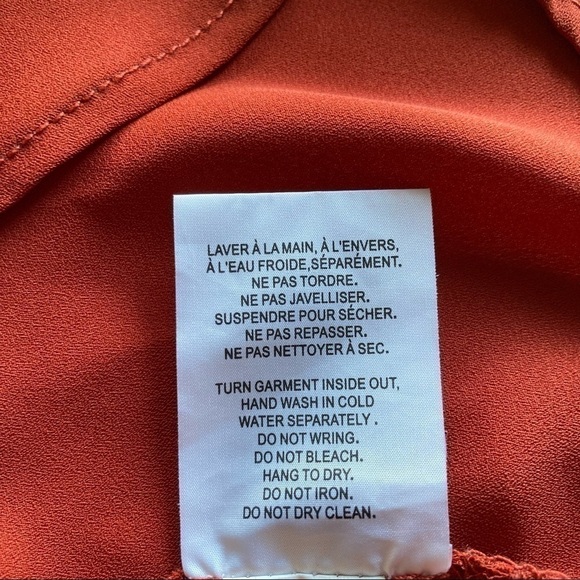 LAVER À LA MAIN, À L'ENVERS,
À L'EAU FROIDE,SÉPARÉMENT.
NE PAS TORDRE.
NE PAS JAVELLISER.
SUSPENDRE POUR SÉCHER.
NE PAS REPASSER.
NE PAS NETTOYER À SEC.
TURN GARMENT INSIDE OUT,
HAND WASH IN COLD
WATER SEPARATELY .
DO NOT WRING.
DO NOT BLEACH.
HANG TO DRY.
DO NOT IRON.
DO NOT DRY CLEAN.